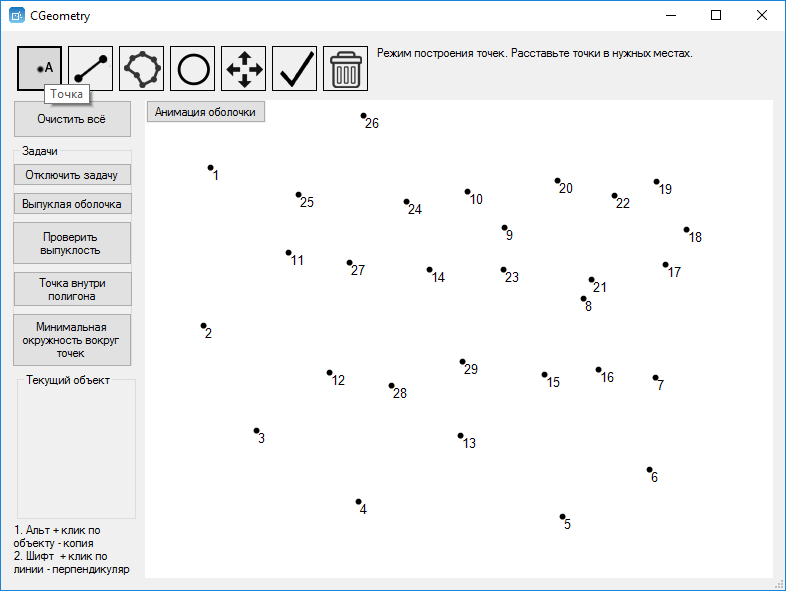 CGeometry
A
Режим построения точек. Расставьте точки в нужных местах.
Точка
Очистить всё
Анимация оболочки
Задачи
Отключить задачу
Выпуклая оболочка
Проверить
выпуклость
Точка внутри
полигона
Минимальная
окружность вокруг
точек
Текущий объект
1. Альт + клик по
объекту - копия
2. Шифт + клик по
линии - перпендикуляр
26
1
20
19
25
10
22
24
9
18
11
27
14
23
17
21
8
2
29
12
15
16
7
28
3
13
6
4
5